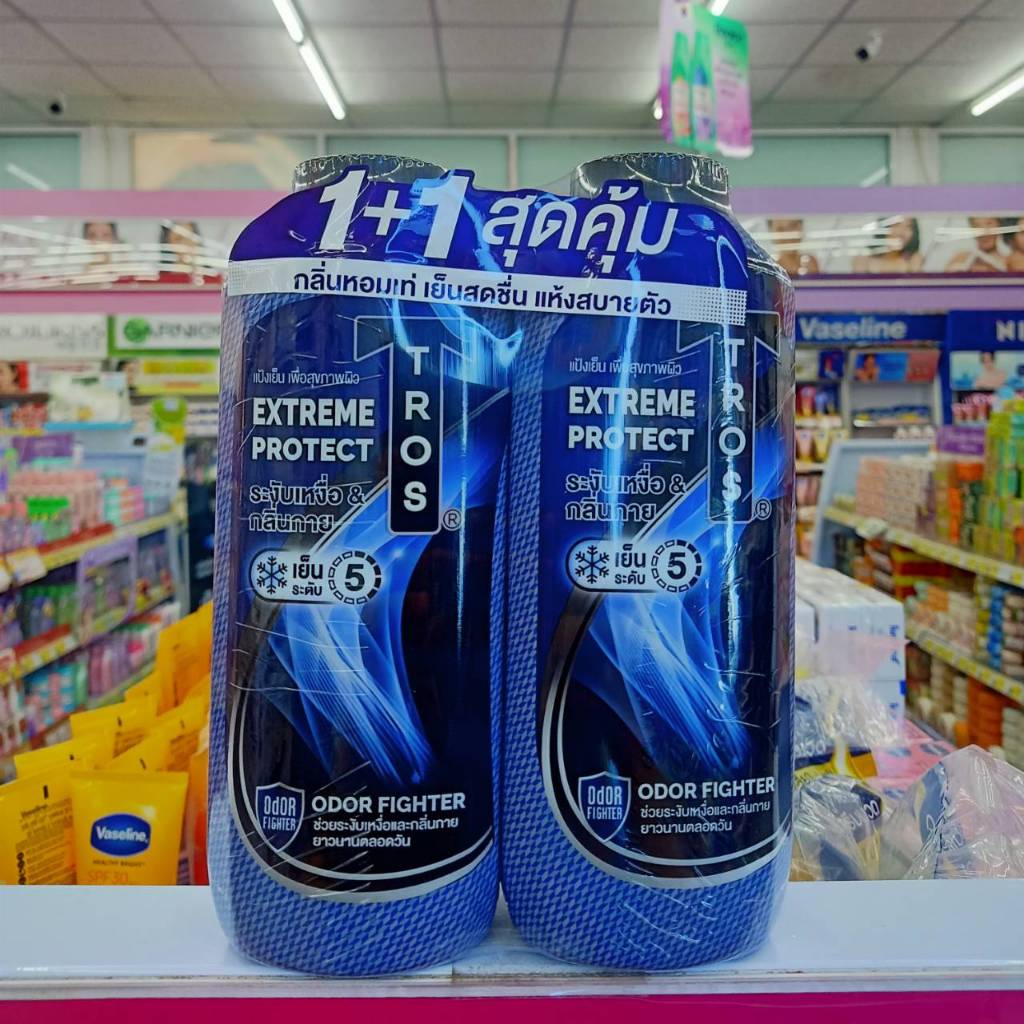 1+1 สุดคุ้ม
กลิ่นหอมเท่ เย็นสดชื่น แห้งสบายตัว
แป้งเย็น เพื่อสุขภาพผิว
EXTREME
PROTECT
TROS®
ระงับเหงื่อ &
กลิ่นกาย
เย็น
ระดับ
5
ODOR
FIGHTER
ODOR FIGHTER
ช่วยระงับเหงื่อและกลิ่นกาย
ยาวนานตลอดวัน
แป้งเย็น เพื่อสุขภาพผิว
EXTREME
PROTECT
TROS®
ระงับเหงื่อ &
กลิ่นกาย
เย็น
ระดับ
5
ODOR
FIGHTER
ODOR FIGHTER
ช่วยระงับเหงื่อและกลิ่นกาย
ยาวนานตลอดวัน
GARNIER
Vaseline
Vaseline
Vaseline
HEALTHY BRIGHT
SPF30